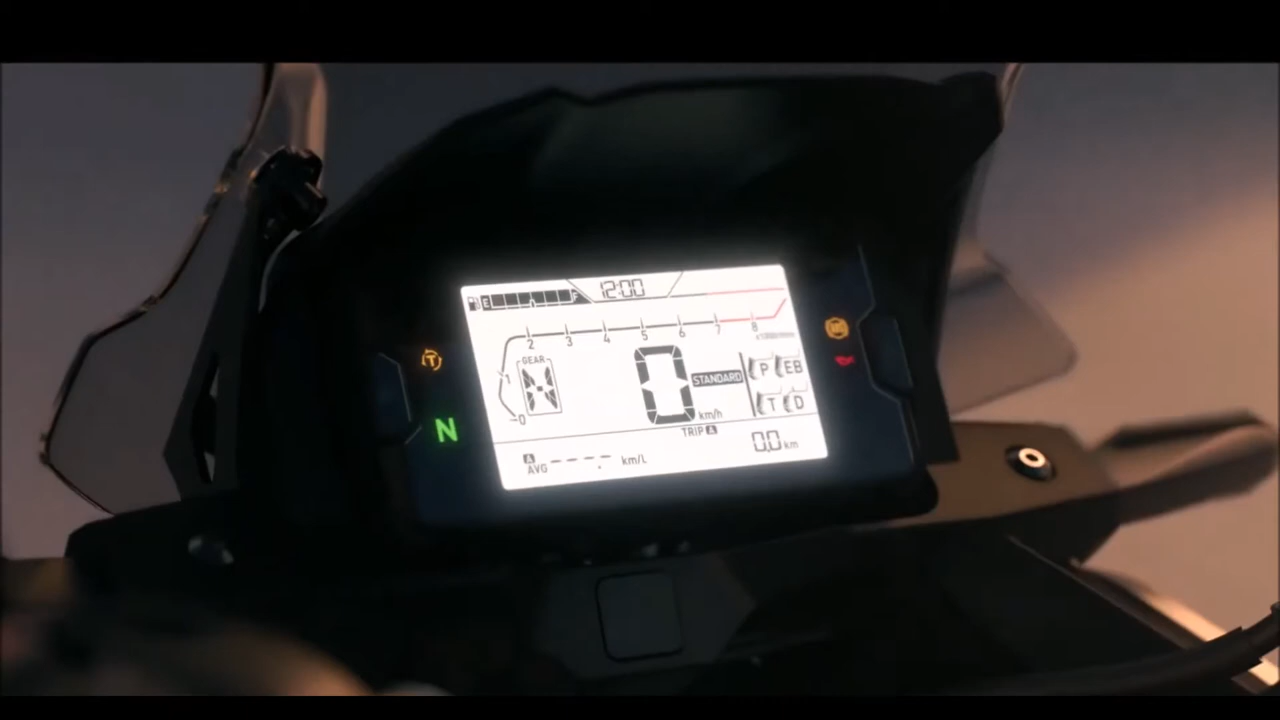 E F 12:00
2 3 4 5 6 7 8
T
GEAR
P EB
1
0 STANDARD
T D
N
0
km/h
TRIP A
0.0 km
A
AVG ----.- km/L